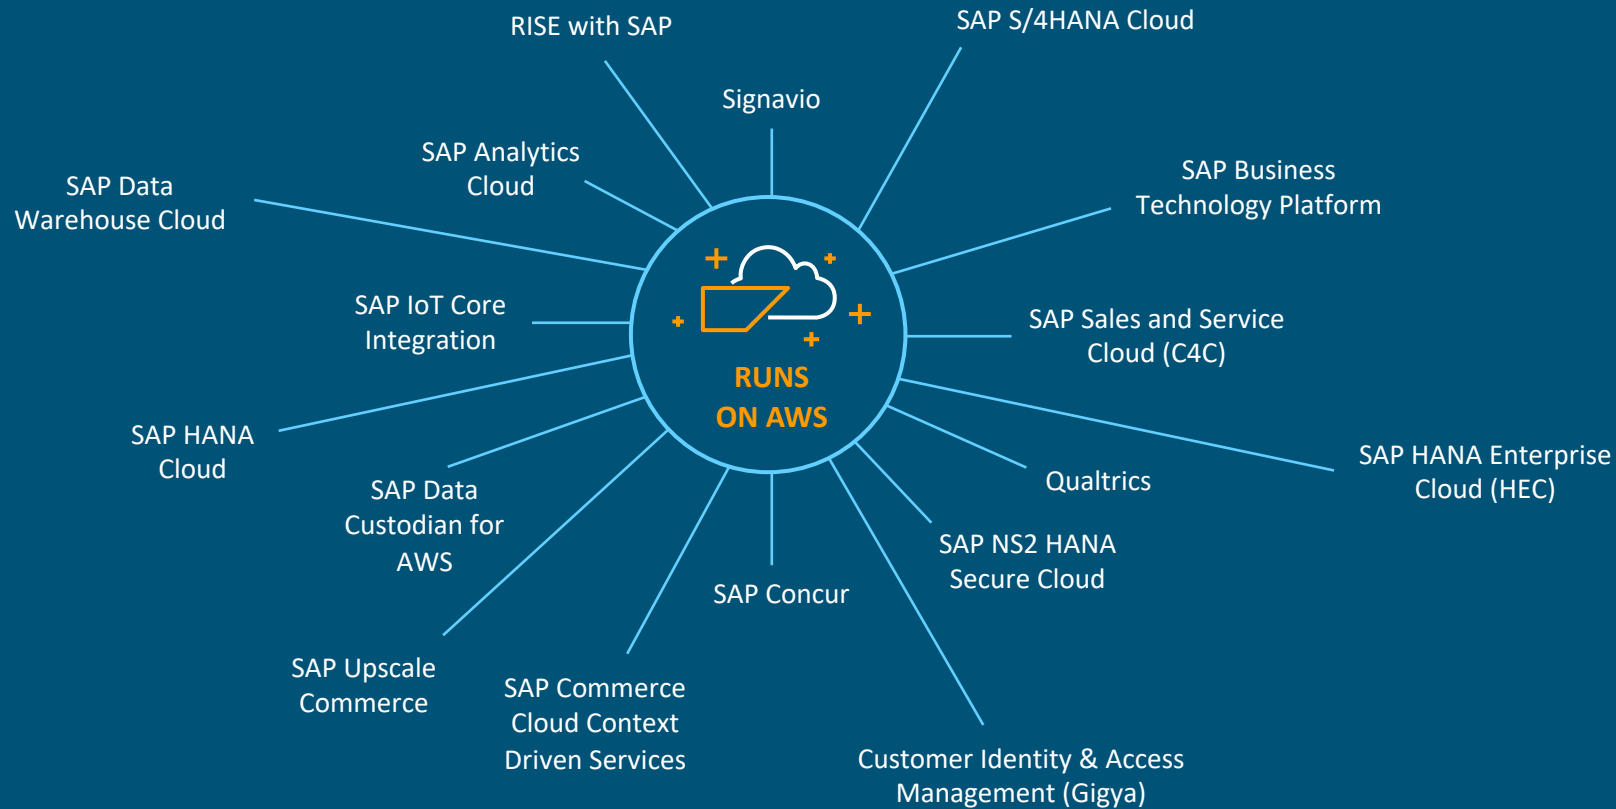 RISE with SAP
SAP S/4HANA Cloud
Signavio
SAP Analytics
Cloud
SAP Business
Technology Platform
SAP Data
Warehouse Cloud
SAP IoT Core
Integration
SAP Sales and Service
Cloud (C4C)
RUNS
ON AWS
SAP HANA
Cloud
SAP HANA Enterprise
Cloud (HEC)
Qualtrics
SAP Data
Custodian for
AWS
SAP NS2 HANA
Secure Cloud
SAP Concur
SAP Upscale
Commerce
SAP Commerce
Cloud Context
Driven Services
Customer Identity & Access
Management (Gigya)